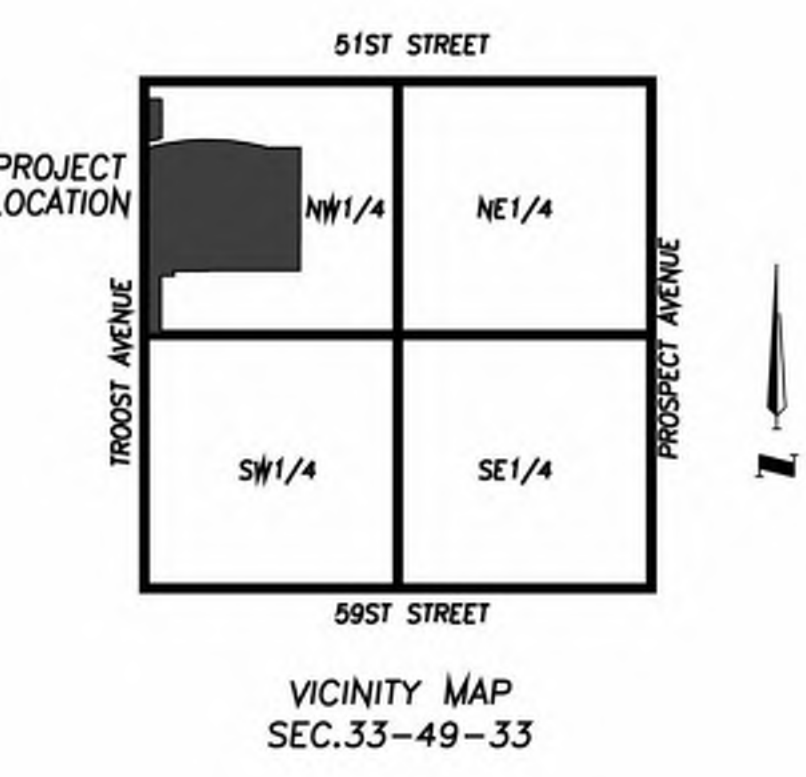 51ST STREET
PROJECT
LOCATION
NW1/4
NE1/4
TROOST AVENUE
PROSPECT AVENUE
SW1/4
SE1/4
N
59ST STREET
VICINITY MAP
SEC.33-49-33